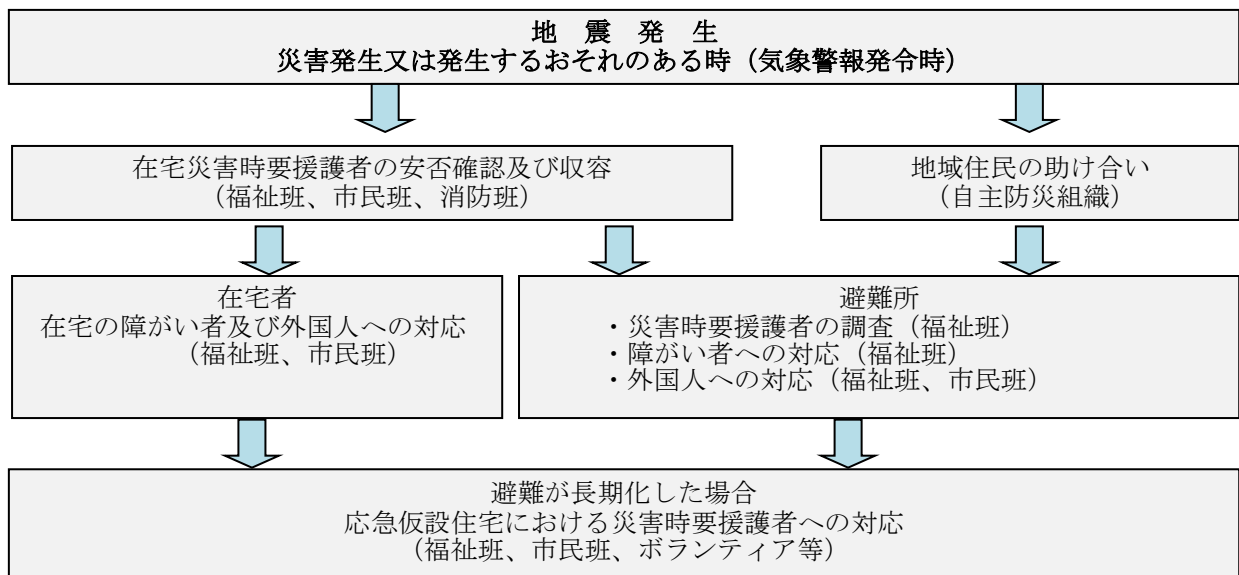 地　震　発　生
災害発生又は発生するおそれのある時（気象警報発令時）
在宅災害時要援護者の安否確認及び収容
（福祉班、市民班、消防班）
地域住民の助け合い
（自主防災組織）
在宅者
在宅の障がい者及び外国人への対応
（福祉班、市民班）
避難所
・災害時要援護者の調査（福祉班）
・障がい者への対応（福祉班）
・外国人への対応（福祉班、市民班）
避難が長期化した場合
応急仮設住宅における災害時要援護者への対応
（福祉班、市民班、ボランティア等）